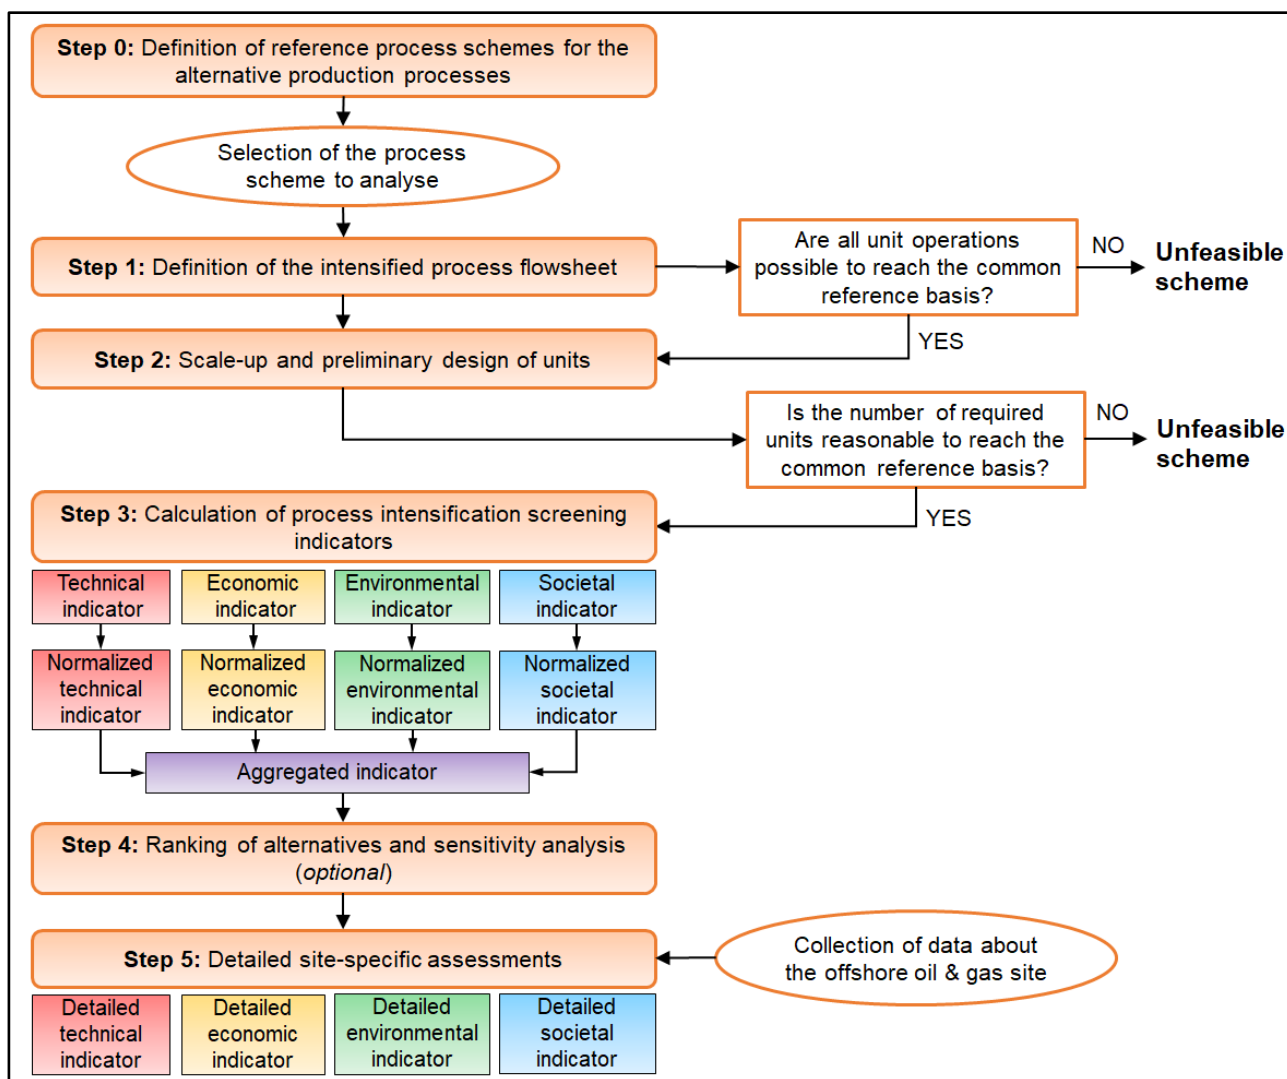 Step 0: Definition of reference process schemes for the
alternative production processes
Selection of the process
scheme to analyse
Step 1: Definition of the intensified process flowsheet
Are all unit operations
possible to reach the common
reference basis?
NO
Unfeasible
scheme
YES
Step 2: Scale-up and preliminary design of units
Is the number of required
units reasonable to reach the
common reference basis?
NO
Unfeasible
scheme
YES
Step 3: Calculation of process intensification screening
indicators
Technical
indicator
Economic
indicator
Environmental
indicator
Societal
indicator
Normalized
technical
indicator
Normalized
economic
indicator
Normalized
environmental
indicator
Normalized
societal
indicator
Aggregated indicator
Step 4: Ranking of alternatives and sensitivity analysis
(optional)
Step 5: Detailed site-specific assessments
Collection of data about
the offshore oil & gas site
Detailed
technical
indicator
Detailed
economic
indicator
Detailed
environmental
indicator
Detailed
societal
indicator